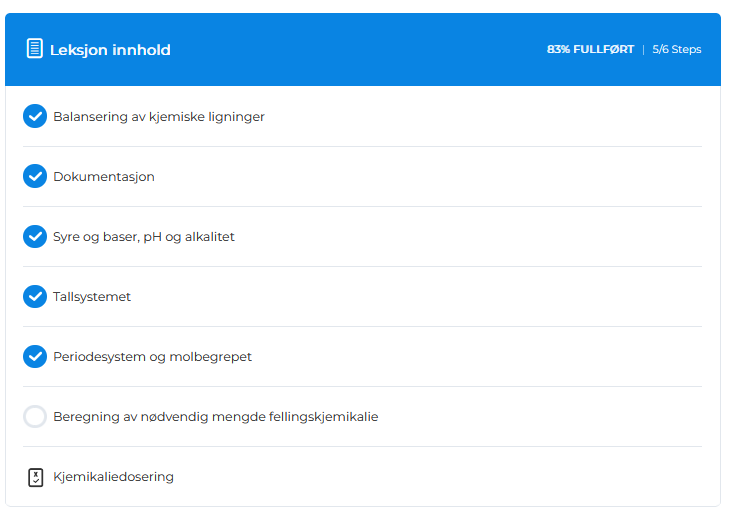 Leksjon innhold
83% FULLFØRT | 5/6 Steps
Balansering av kjemiske ligninger
Dokumentasjon
Syre og baser, pH og alkalitet
Tallsystemet
Periodesystem og molbegrepet
Beregning av nødvendig mengde fellingskjemikalie
Kjemikaliedosering